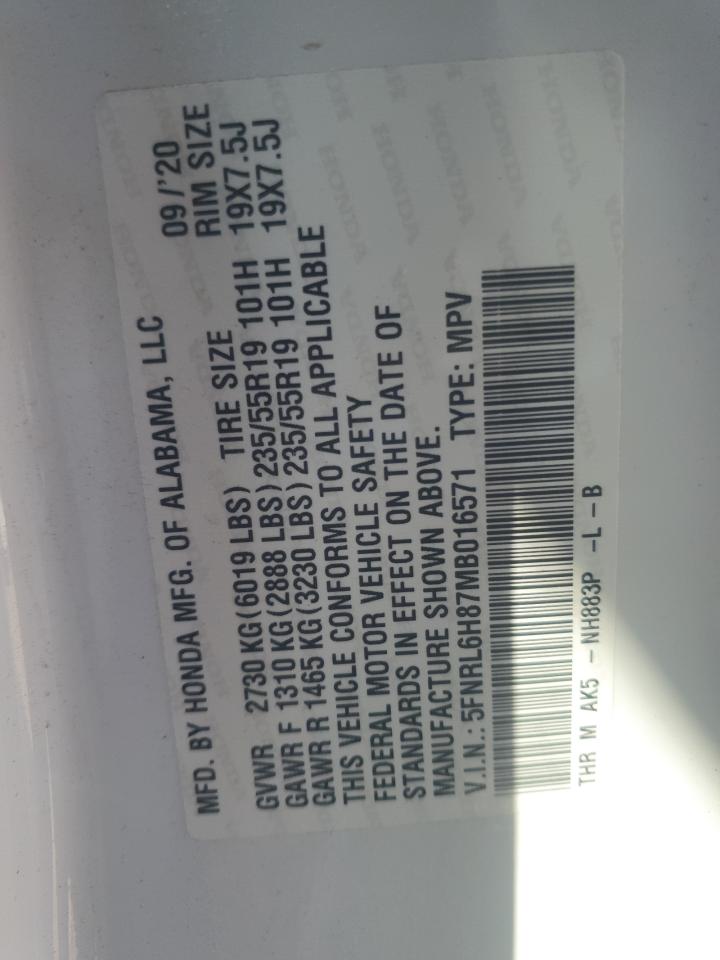 MFD. BY HONDA MFG. OF ALABAMA, LLC 09/'20
GVWR 2730 KG(6019 LBS) TIRE SIZE RIM SIZE
GAWR F 1310 KG(2888 LBS) 235/55R19 101H 19X7.5J
GAWR R 1465 KG(3230 LBS) 235/55R19 101H 19X7.5J
THIS VEHICLE CONFORMS TO ALL APPLICABLE
FEDERAL MOTOR VEHICLE SAFETY
STANDARDS IN EFFECT ON THE DATE OF
MANUFACTURE SHOWN ABOVE.
V.I.N.: 5FNRL6H87MB016571 TYPE: MPV
THR M AK5 - NH883P -L -B